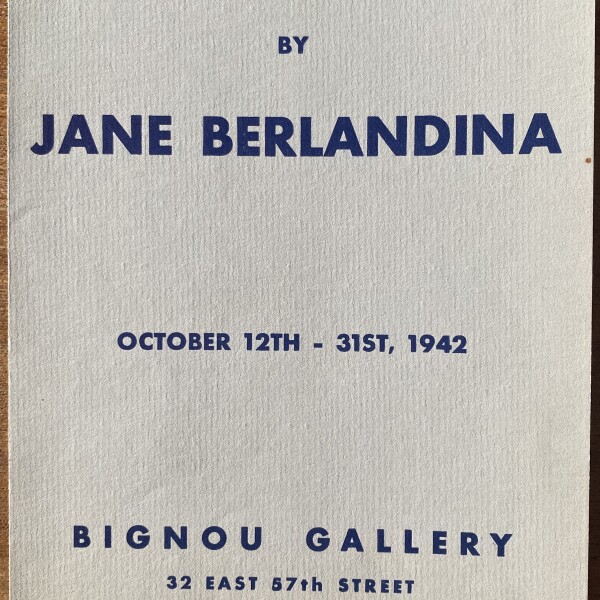 BY
JANE BERLANDINA
OCTOBER 12TH - 31ST, 1942
BIGNOU GALLERY
32 EAST 57th STREET